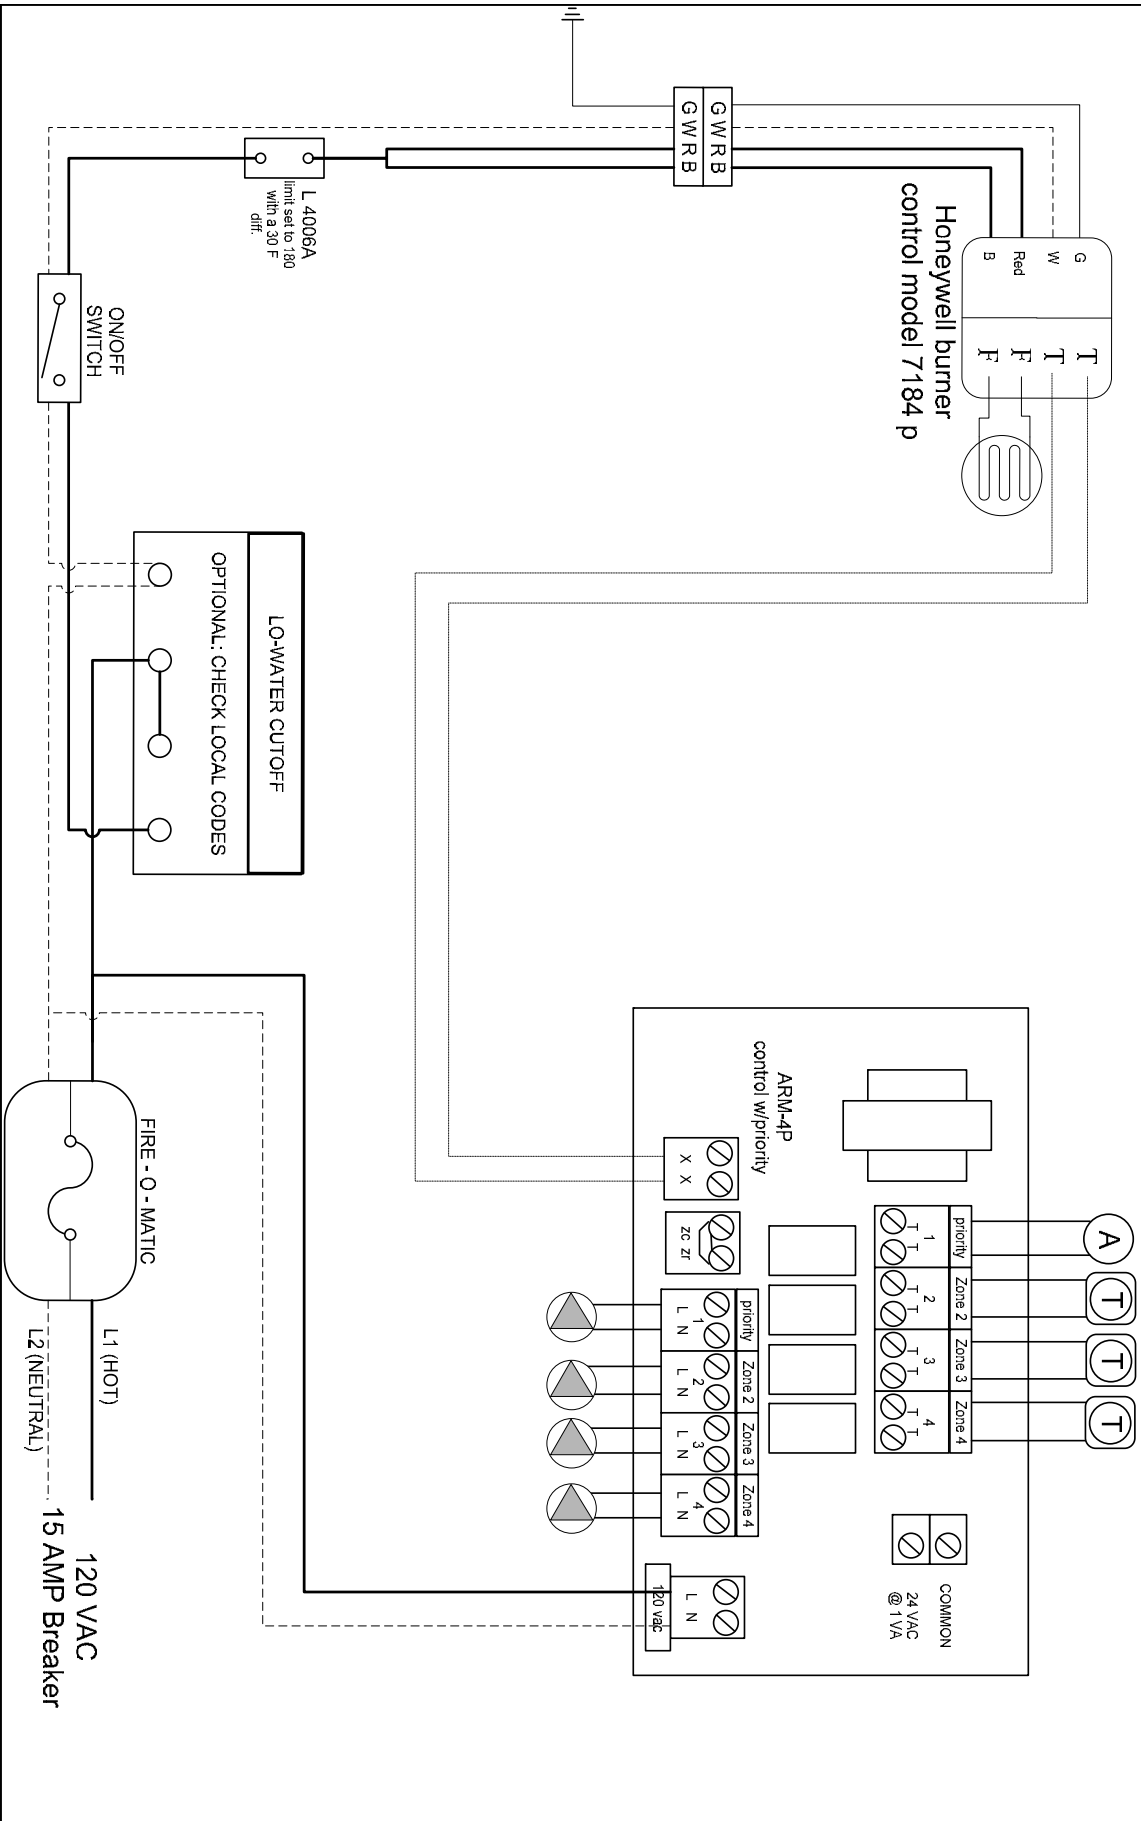 Honeywell burner
control model 7184 p
G
W
Red
B
T
T
F
F
G W R B
G W R B
L 4006A
limit set to 180
with a 30 F
diff.
ON/OFF
SWITCH
LO-WATER CUTOFF
OPTIONAL: CHECK LOCAL CODES
FIRE - O - MATIC
L1 (HOT)
L2 (NEUTRAL)
120 VAC
15 AMP Breaker
ARM-4P
control w/priority
X X
zc zr
A
T
T
T
priority
Zone 2
Zone 3
Zone 4
1
2
3
4
T T
T T
T T
T T
priority
Zone 2
Zone 3
Zone 4
1
2
3
4
L N
L N
L N
L N
COMMON
24 VAC
@ 1 VA
L N
120 vac